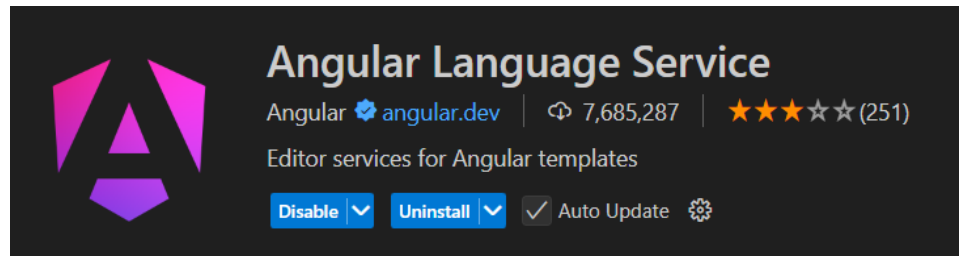 Angular Language Service
Angular angular.dev 7,685,287 (251)
Editor services for Angular templates
Disable Uninstall Auto Update